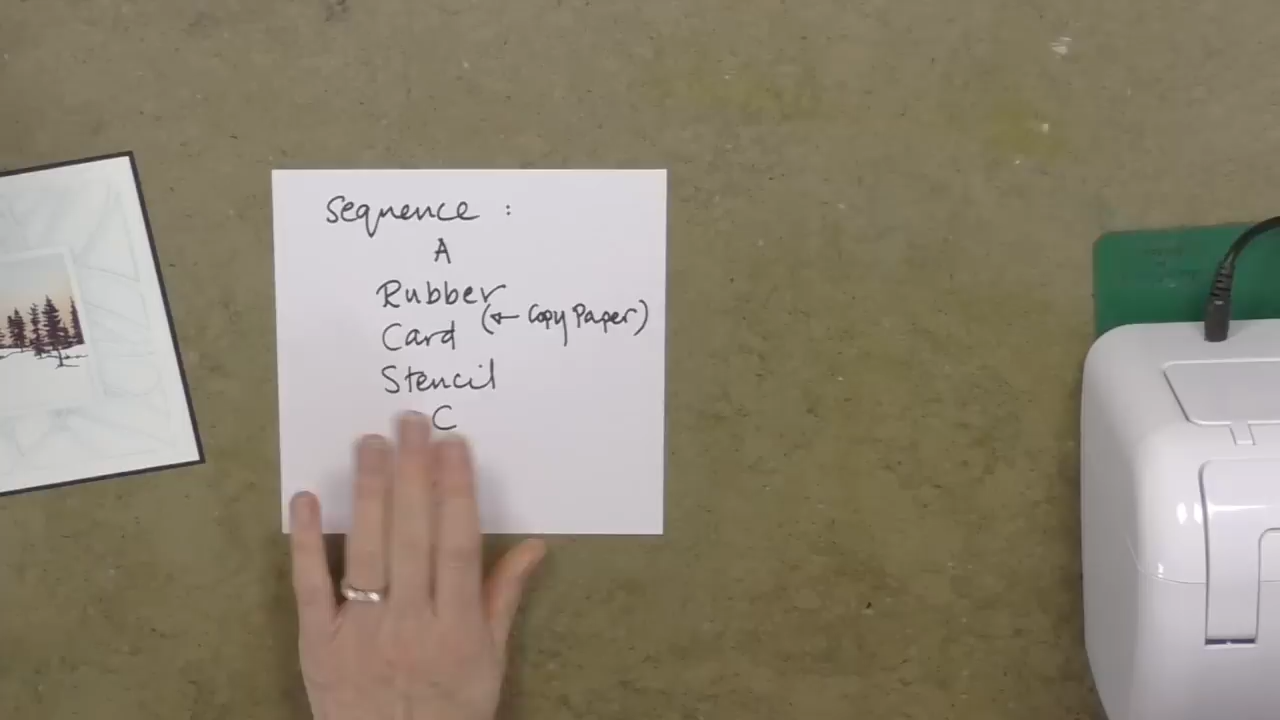 Sequence :
A
Rubber
(← Copy Paper)
Card
Stencil
C